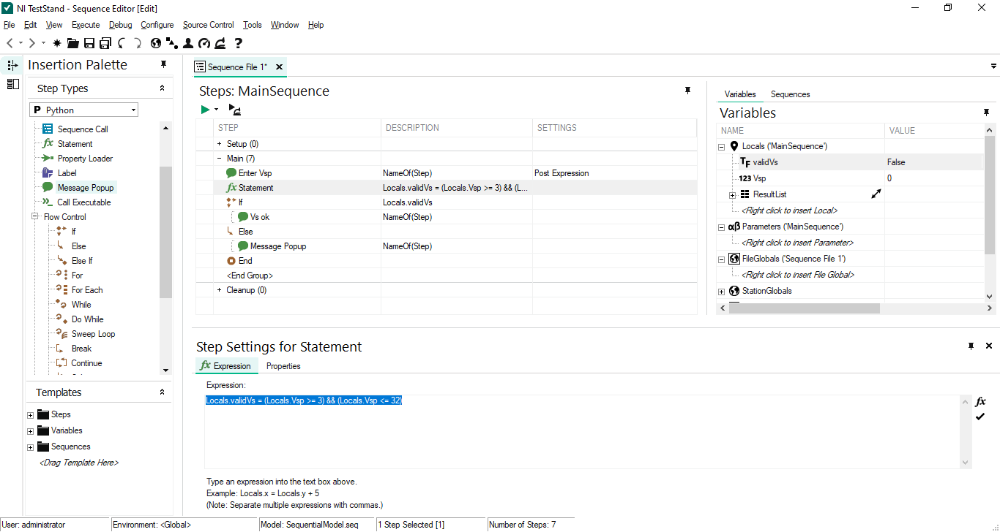 NI TestStand - Sequence Editor [Edit]
File Edit View Execute Debug Configure Source Control Tools Window Help
Insertion Palette
Step Types
P Python
Sequence Call
Statement
Property Loader
Label
Message Popup
Call Executable
Flow Control
If
Else
Else If
For
For Each
While
Do While
Sweep Loop
Break
Continue
Templates
Steps
Variables
Sequences
<Drag Template Here>
Sequence File 1*
Steps: MainSequence
STEP DESCRIPTION SETTINGS
+ Setup (0)
- Main (7)
Enter Vsp NameOf(Step) Post Expression
fx Statement Locals.validVs = (Locals.Vsp >= 3) && (L...
If Locals.validVs
Vs ok NameOf(Step)
Else
Message Popup NameOf(Step)
End
<End Group>
+ Cleanup (0)
Variables Sequences
Variables
NAME VALUE
Locals ('MainSequence')
TF validVs False
123 Vsp 0
ResultList
<Right click to insert Local>
αβ Parameters ('MainSequence')
<Right click to insert Parameter>
FileGlobals ('Sequence File 1')
<Right click to insert File Global>
StationGlobals
Step Settings for Statement
fx Expression Properties
Expression:
Locals.validVs = (Locals.Vsp >= 3) && (Locals.Vsp <= 32)
fx
Type an expression into the text box above.
Example: Locals.x = Locals.y + 5
(Note: Separate multiple expressions with commas.)
User: administrator Environment: <Global> Model: SequentialModel.seq 1 Step Selected [1] Number of Steps: 7